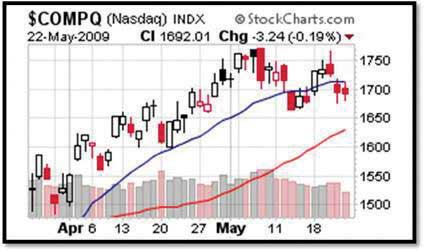 $COMPQ (Nasdaq) INDX © StockCharts.com
22-May-2009 Cl 1692.01 Chg -3.24 (-0.19%)
1750
1700
1650
1600
1550
1500
Apr 6 13 20 27 May 11 18